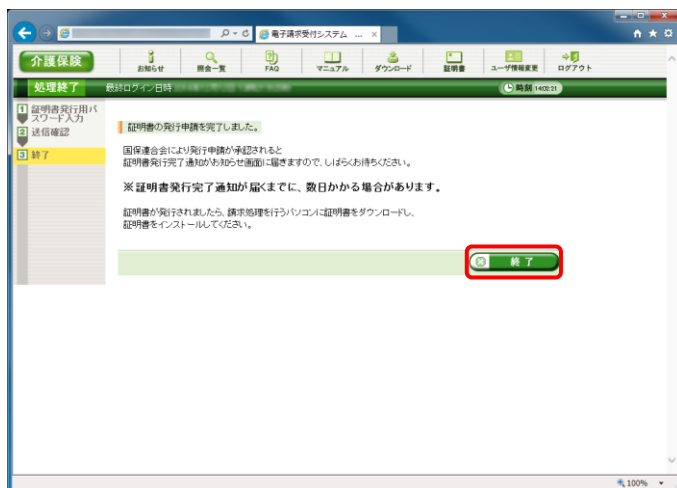 電子請求受付システム ...
介護保険
お知らせ
照会一覧
FAQ
マニュアル
ダウンロード
証明書
ユーザ情報変更
ログアウト
処理終了
最終ログイン日時
時刻
1 証明書発行用パ
スワード入力
2 送信確認
3 終了
証明書の発行申請を完了しました。
国保連合会により発行申請が承認されると
証明書発行完了通知がお知らせ画面に届きますので、しばらくお待ちください。
※証明書発行完了通知が届くまでに、数日かかる場合があります。
証明書が発行されましたら、請求処理を行うパソコンに証明書をダウンロードし、
証明書をインストールしてください。
終了
100%